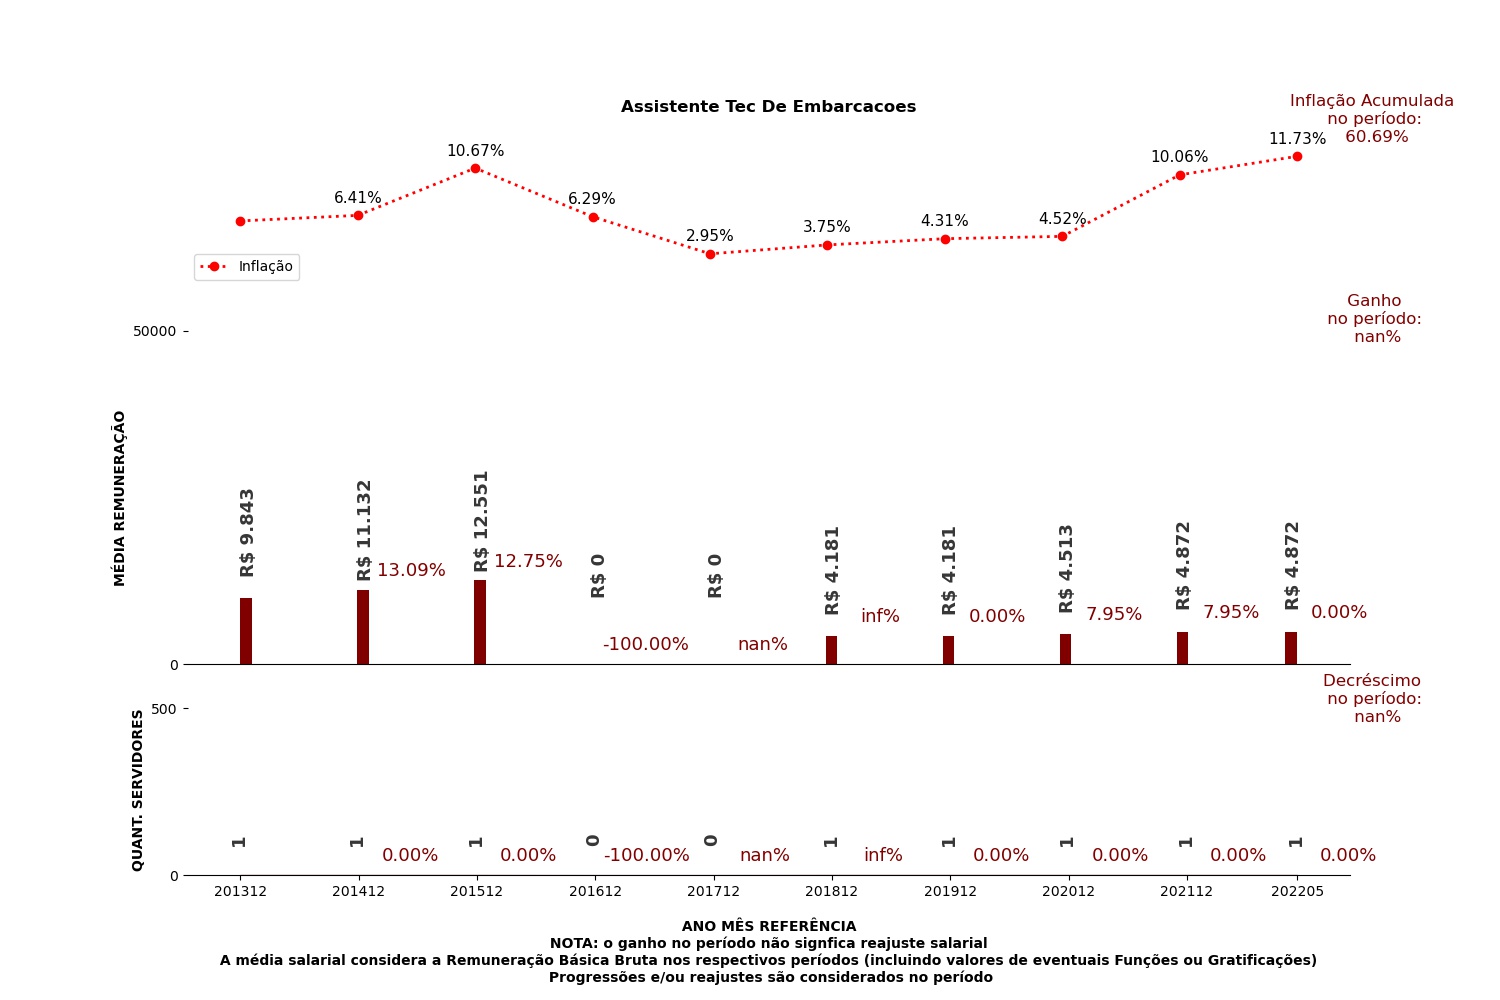 Assistente Tec De Embarcacoes
Inflação Acumulada
no período:
60.69%
6.41%
10.67%
6.29%
2.95%
3.75%
4.31%
4.52%
10.06%
11.73%
Inflação
Ganho
no período:
nan%
50000
0
MÉDIA REMUNERAÇÃO
R$ 9.843
R$ 11.132
R$ 12.551
R$ 0
R$ 0
R$ 4.181
R$ 4.181
R$ 4.513
R$ 4.872
R$ 4.872
13.09%
12.75%
-100.00%
nan%
inf%
0.00%
7.95%
7.95%
0.00%
Decréscimo
no período:
nan%
500
0
QUANT. SERVIDORES
1
1
1
0
0
1
1
1
1
1
0.00%
0.00%
-100.00%
nan%
inf%
0.00%
0.00%
0.00%
0.00%
201312
201412
201512
201612
201712
201812
201912
202012
202112
202205
ANO MÊS REFERÊNCIA
NOTA: o ganho no período não signfica reajuste salarial
A média salarial considera a Remuneração Básica Bruta nos respectivos períodos (incluindo valores de eventuais Funções ou Gratificações)
Progressões e/ou reajustes são considerados no período